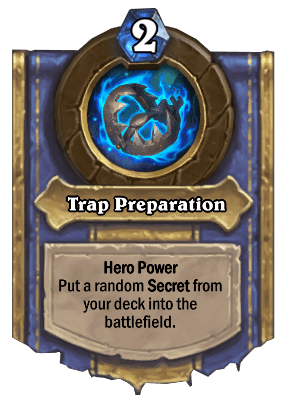 2
Trap Preparation
Hero Power
Put a random Secret from
your deck into the
battlefield.